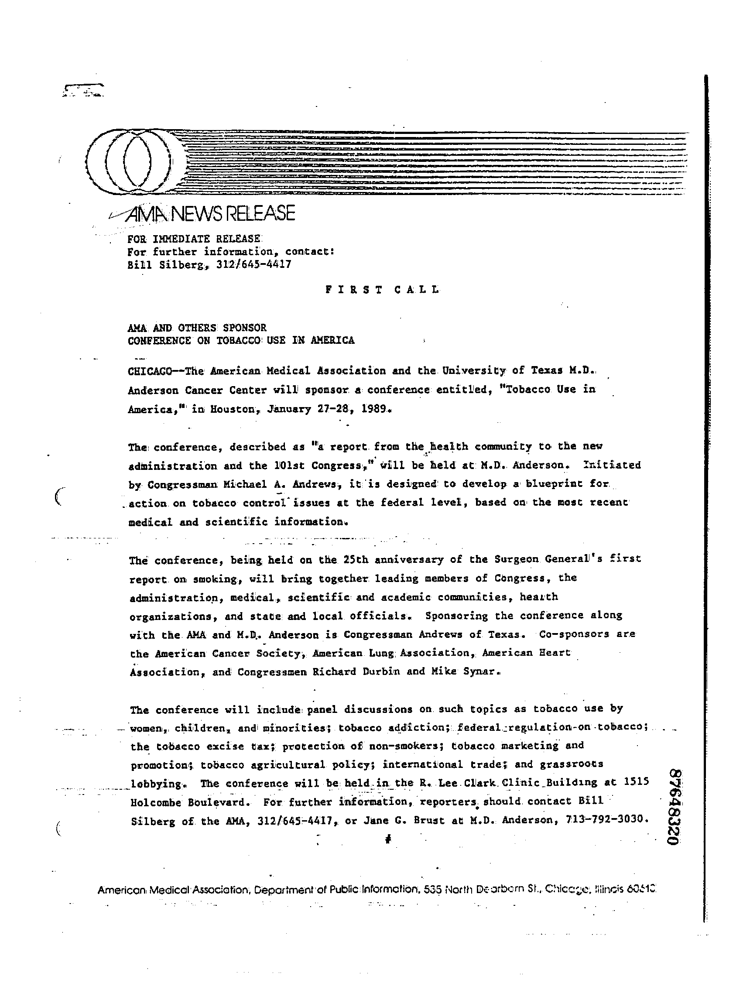 AMA NEWS RELEASE
FOR IMMEDIATE RELEASE
For further information, contact:
Bill Silberg, 312/645-4417
FIRST CALL
AMA AND OTHERS SPONSOR
CONFERENCE ON TOBACCO USE IN AMERICA
CHICAGO--The American Medical Association and the University of Texas M.D.
Anderson Cancer Center will sponsor a conference entitled, "Tobacco Use in
America," in Houston, January 27-28, 1989.
The conference, described as "a report from the health community to the new
administration and the 101st Congress," will be held at M.D. Anderson. Initiated
by Congressman Michael A. Andrews, it is designed to develop a blueprint for
action on tobacco control issues at the federal level, based on the most recent
medical and scientific information.
The conference, being held on the 25th anniversary of the Surgeon General's first
report on smoking, will bring together leading members of Congress, the
administration, medical, scientific and academic communities, health
organizations, and state and local officials. Sponsoring the conference along
with the AMA and M.D. Anderson is Congressman Andrews of Texas. Co-sponsors are
the American Cancer Society, American Lung Association, American Heart
Association, and Congressmen Richard Durbin and Mike Synar.
The conference will include panel discussions on such topics as tobacco use by
women, children, and minorities; tobacco addiction; federal regulation on tobacco;
the tobacco excise tax; protection of non-smokers; tobacco marketing and
promotion; tobacco agricultural policy; international trade; and grassroots
lobbying. The conference will be held in the R. Lee Clark Clinic Building at 1515
Holcombe Boulevard. For further information, reporters should contact Bill
Silberg of the AMA, 312/645-4417, or Jane G. Brust at M.D. Anderson, 713-792-3030.
#
87648320
American Medical Association, Department of Public Information, 535 North Dearborn St., Chicago, Illinois 60610